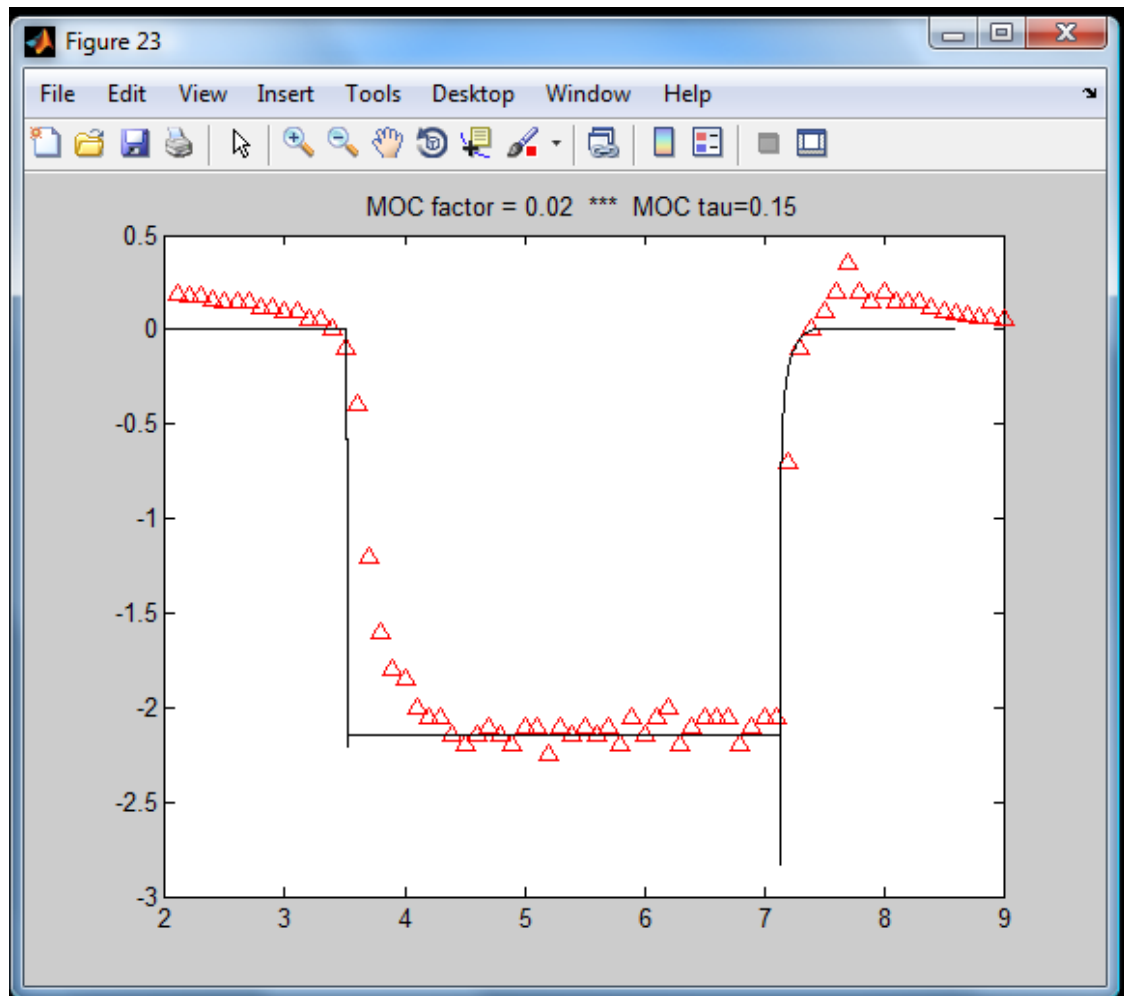 Figure 23
File Edit View Insert Tools Desktop Window Help
MOC factor = 0.02 *** MOC tau=0.15
0.5
0
-0.5
-1
-1.5
-2
-2.5
-3
2 3 4 5 6 7 8 9